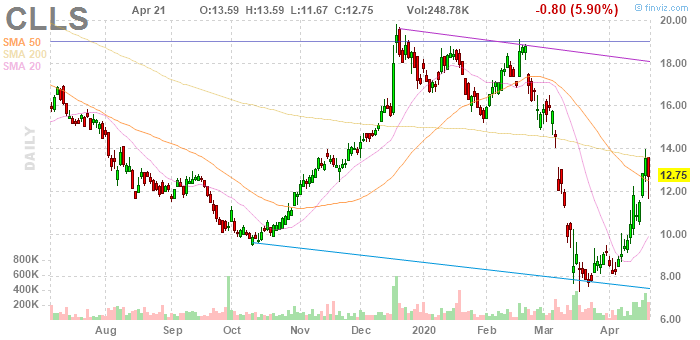 CLLS Apr 21 O:13.59 H:13.59 L:11.67 C:12.75 Vol:248.78K -0.80 (5.90%) © finviz.com
SMA 50
SMA 200
SMA 20
DAILY
20.00
18.00
16.00
14.00
12.75
12.00
10.00
8.00
6.00
800K
600K
400K
200K
Aug Sep Oct Nov Dec 2020 Feb Mar Apr